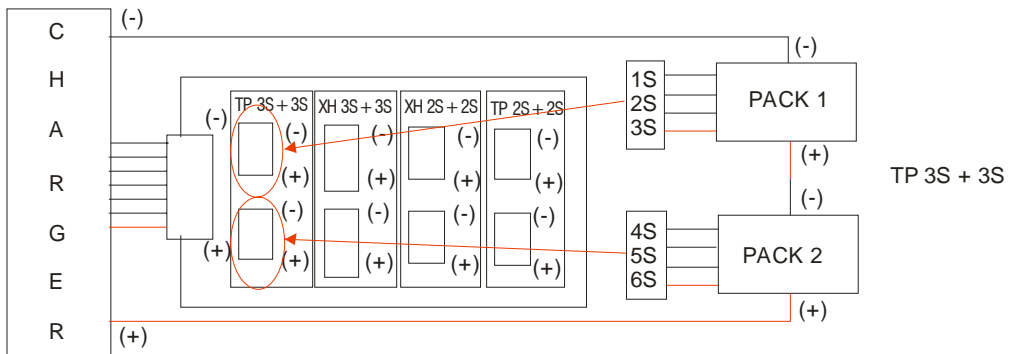 C
H
A
R
G
E
R
(-)
(+)
(-)
(+)
TP 3S + 3S
(-)
(+)
(-)
(+)
XH 3S + 3S
(-)
(+)
(-)
(+)
XH 2S + 2S
(-)
(+)
(-)
(+)
TP 2S + 2S
(-)
(+)
(-)
(+)
1S
2S
3S
(-)
PACK 1
(+)
4S
5S
6S
(-)
PACK 2
(+)
TP 3S + 3S